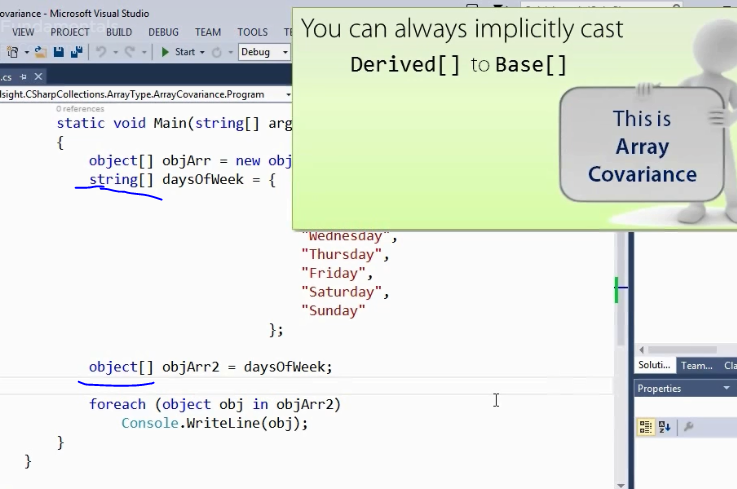 ovariance - Microsoft Visual Studio
VIEW PROJECT BUILD DEBUG TEAM TOOLS
Start Debug
.cs
lsight.CSharpCollections.ArrayType.ArrayCovariance.Program
0 references
static void Main(string[] arg
{
object[] objArr = new obj
string[] daysOfWeek = {
"Wednesday",
"Thursday",
"Friday",
"Saturday",
"Sunday"
};
object[] objArr2 = daysOfWeek;
foreach (object obj in objArr2)
Console.WriteLine(obj);
}
}
You can always implicitly cast
Derived[] to Base[]
This is
Array
Covariance
Soluti... Team... Cla
Properties